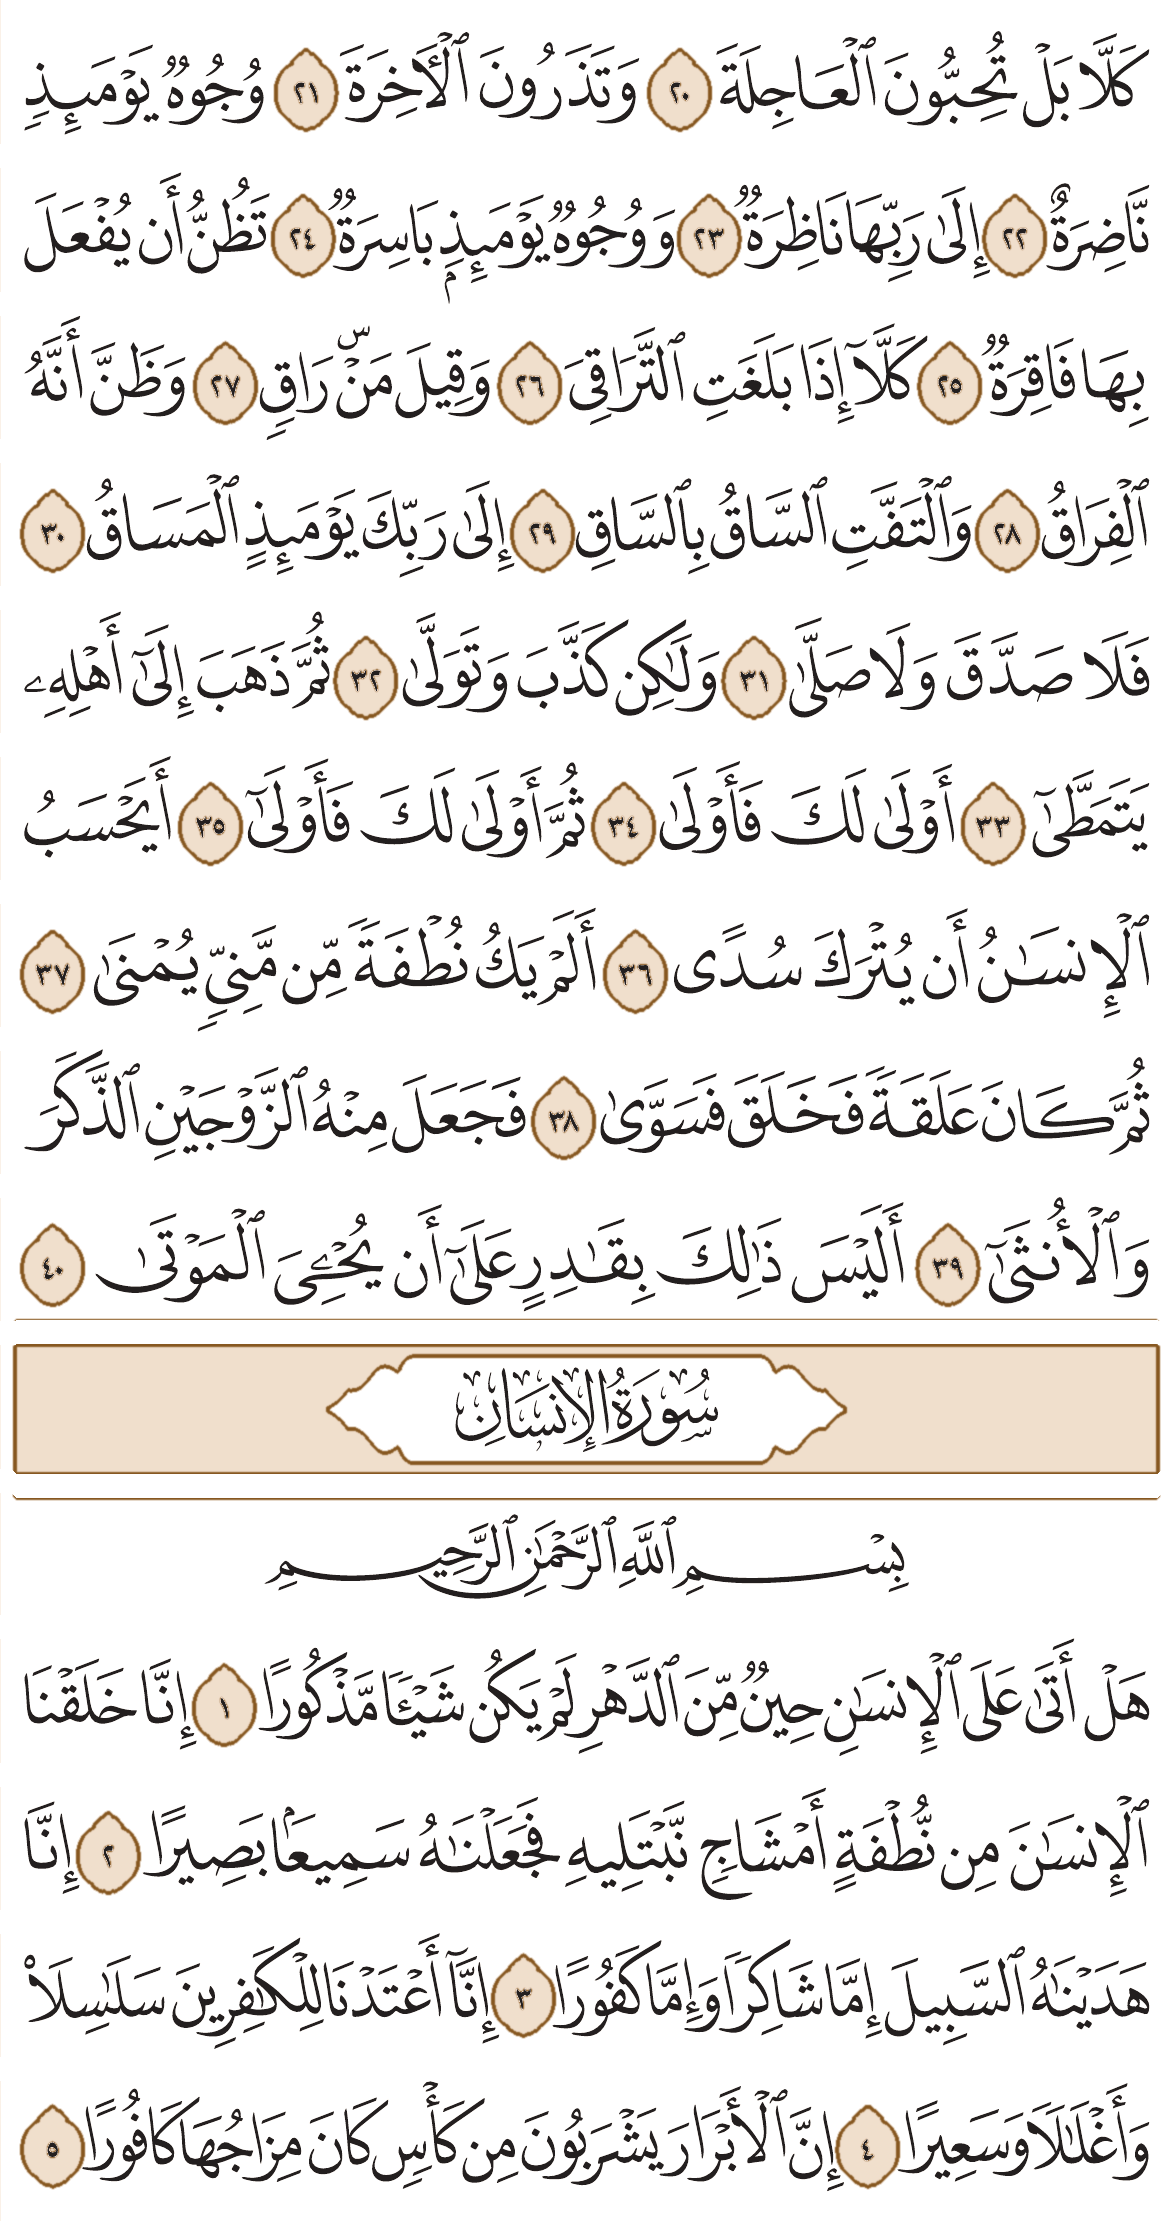 كَلَّا بَلْ تُحِبُّونَ ٱلْعَاجِلَةَ ٢٠ وَتَذَرُونَ ٱلْـَٔاخِرَةَ ٢١ وُجُوهٌ يَوْمَئِذٍ
نَّاضِرَةٌ ٢٢ إِلَىٰ رَبِّهَا نَاظِرَةٌ ٢٣ وَوُجُوهٌ يَوْمَئِذٍۭ بَاسِرَةٌ ٢٤ تَظُنُّ أَن يُفْعَلَ
بِهَا فَاقِرَةٌ ٢٥ كَلَّآ إِذَا بَلَغَتِ ٱلتَّرَاقِىَ ٢٦ وَقِيلَ مَنْۜ رَاقٍ ٢٧ وَظَنَّ أَنَّهُ
ٱلْفِرَاقُ ٢٨ وَٱلْتَفَّتِ ٱلسَّاقُ بِٱلسَّاقِ ٢٩ إِلَىٰ رَبِّكَ يَوْمَئِذٍ ٱلْمَسَاقُ ٣٠
فَلَا صَدَّقَ وَلَا صَلَّىٰ ٣١ وَلَـٰكِن كَذَّبَ وَتَوَلَّىٰ ٣٢ ثُمَّ ذَهَبَ إِلَىٰٓ أَهْلِهِۦ
يَتَمَطَّىٰٓ ٣٣ أَوْلَىٰ لَكَ فَأَوْلَىٰ ٣٤ ثُمَّ أَوْلَىٰ لَكَ فَأَوْلَىٰٓ ٣٥ أَيَحْسَبُ
ٱلْإِنسَـٰنُ أَن يُتْرَكَ سُدًى ٣٦ أَلَمْ يَكُ نُطْفَةً مِّن مَّنِىٍّ يُمْنَىٰ ٣٧
ثُمَّ كَانَ عَلَقَةً فَخَلَقَ فَسَوَّىٰ ٣٨ فَجَعَلَ مِنْهُ ٱلزَّوْجَيْنِ ٱلذَّكَرَ
وَٱلْأُنثَىٰٓ ٣٩ أَلَيْسَ ذَٰلِكَ بِقَـٰدِرٍ عَلَىٰٓ أَن يُحْـِۧىَ ٱلْمَوْتَىٰ ٤٠
سُورَةُ الإِنسَانِ
بِسْمِ ٱللَّهِ ٱلرَّحْمَـٰنِ ٱلرَّحِيمِ
هَلْ أَتَىٰ عَلَى ٱلْإِنسَـٰنِ حِينٌ مِّنَ ٱلدَّهْرِ لَمْ يَكُن شَيْـًٔا مَّذْكُورًا ١ إِنَّا خَلَقْنَا
ٱلْإِنسَـٰنَ مِن نُّطْفَةٍ أَمْشَاجٍ نَّبْتَلِيهِ فَجَعَلْنَـٰهُ سَمِيعًۢا بَصِيرًا ٢ إِنَّا
هَدَيْنَـٰهُ ٱلسَّبِيلَ إِمَّا شَاكِرًا وَإِمَّا كَفُورًا ٣ إِنَّآ أَعْتَدْنَا لِلْكَـٰفِرِينَ سَلَـٰسِلَا۟
وَأَغْلَـٰلًا وَسَعِيرًا ٤ إِنَّ ٱلْأَبْرَارَ يَشْرَبُونَ مِن كَأْسٍ كَانَ مِزَاجُهَا كَافُورًا ٥